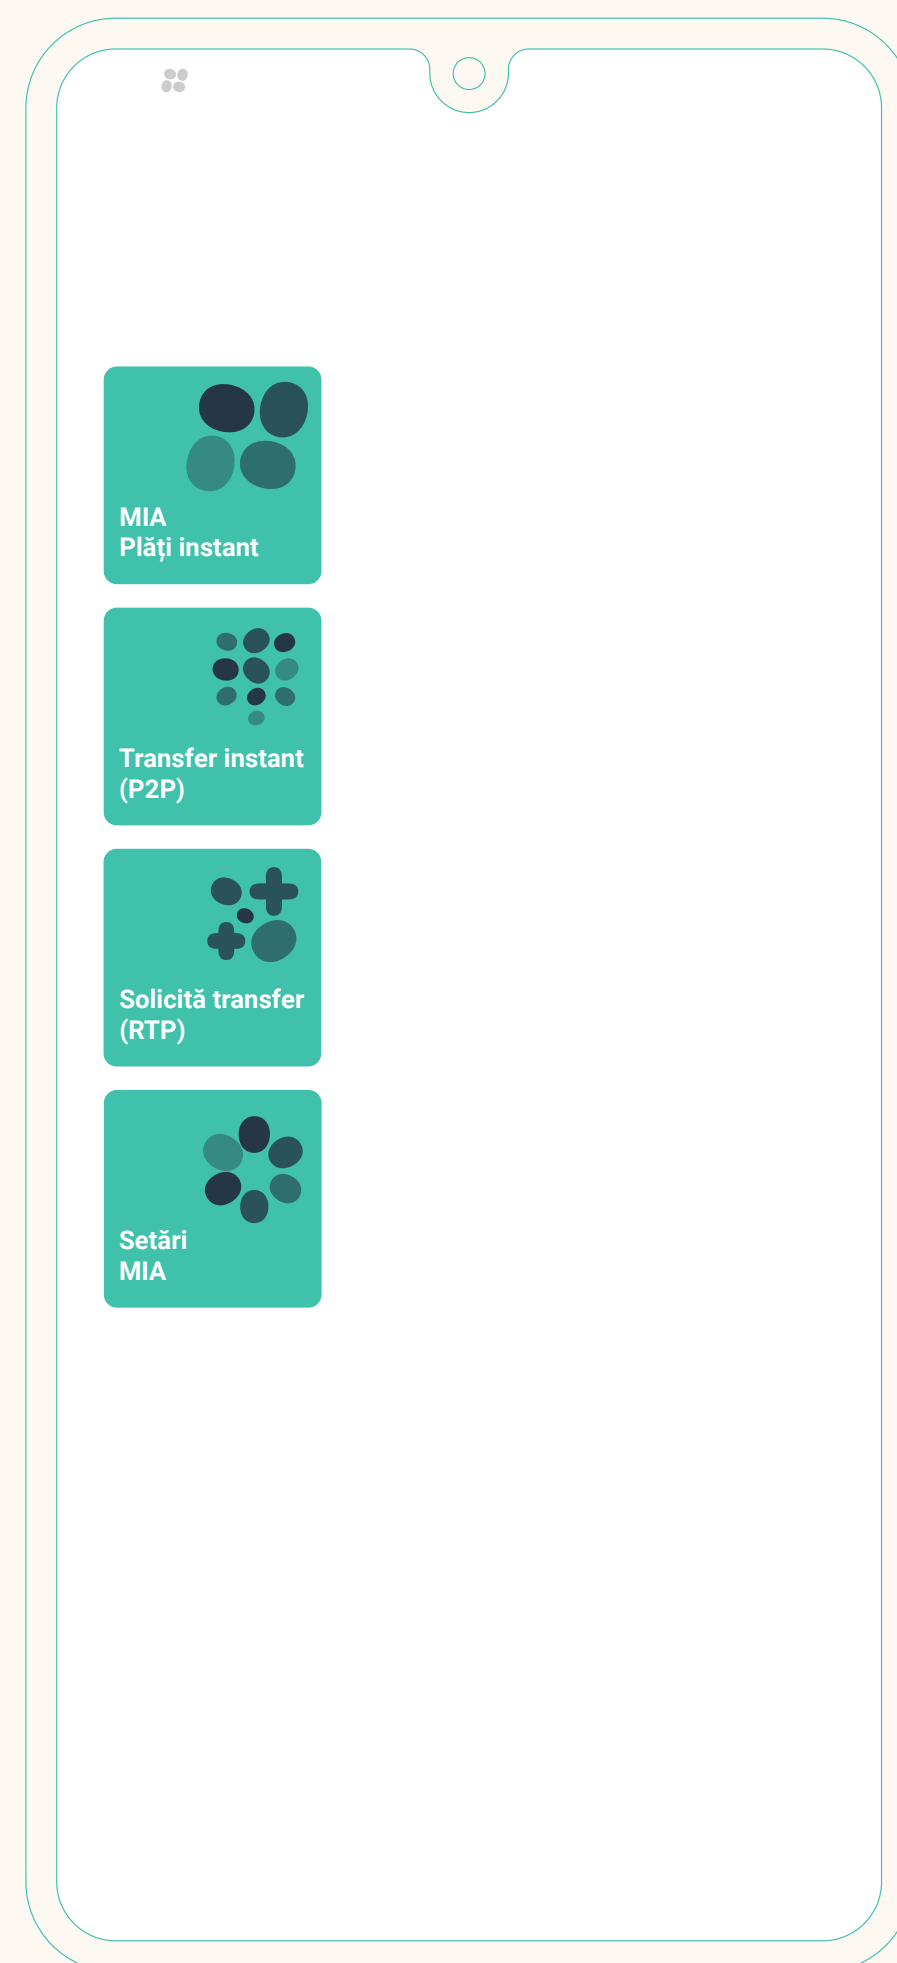 MIA
Plăți instant
Transfer instant
(P2P)
Solicită transfer
(RTP)
Setări
MIA